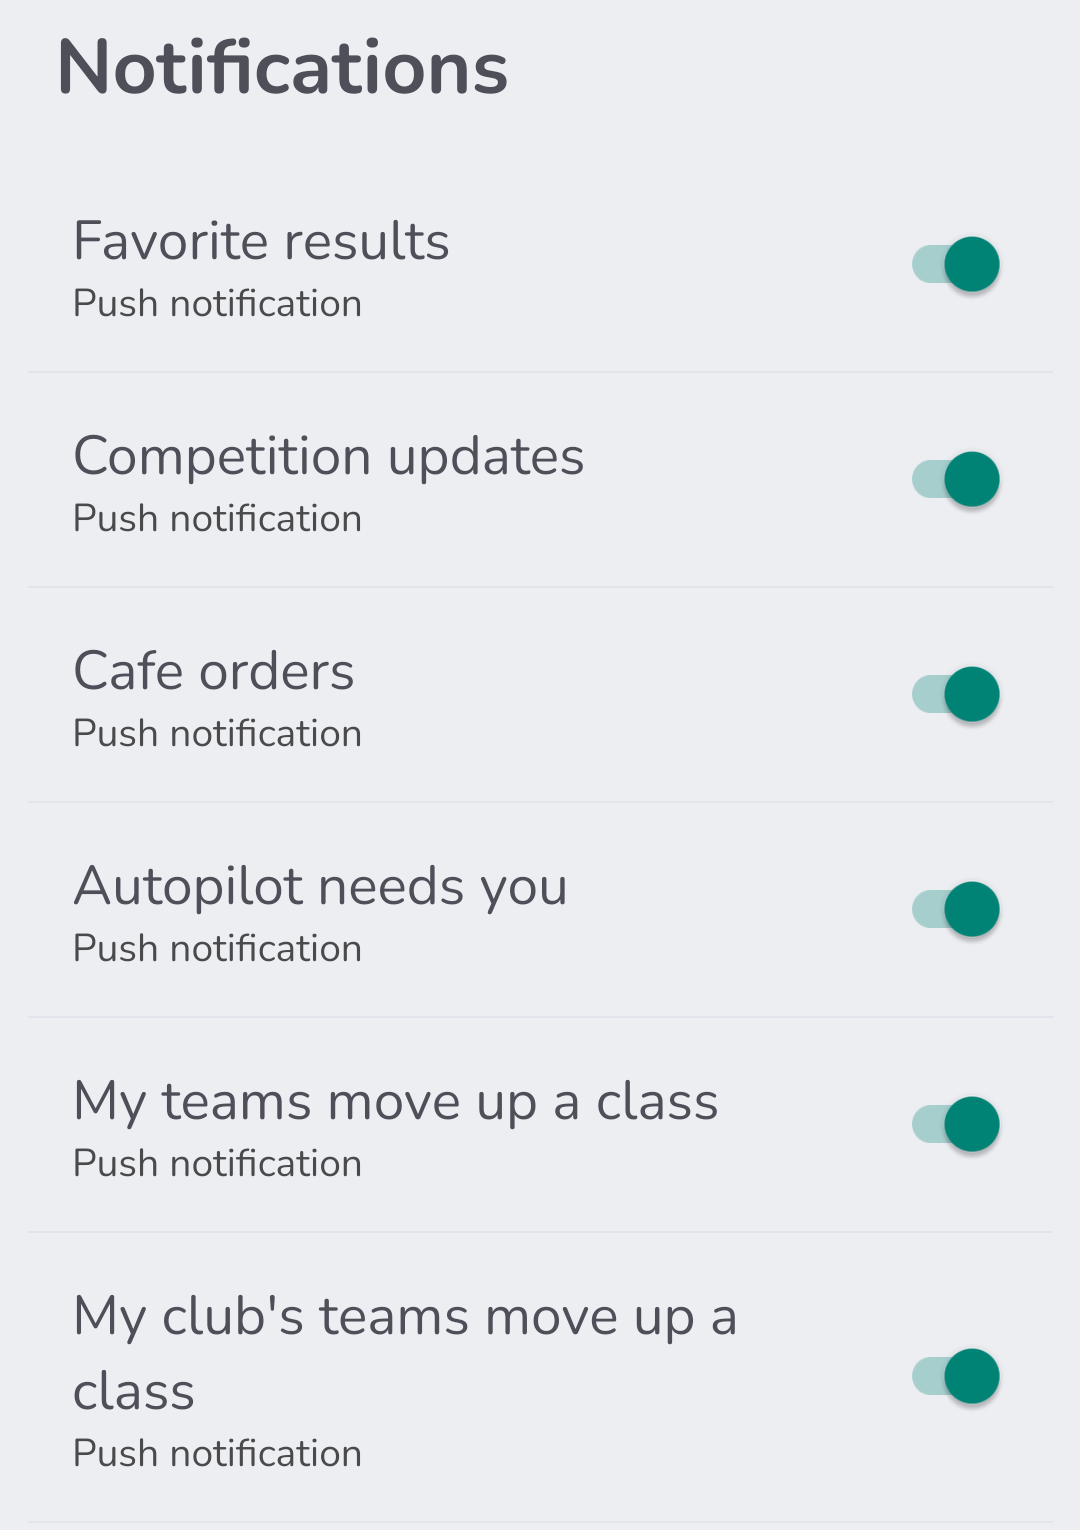 Notifications
Favorite results
Push notification
Competition updates
Push notification
Cafe orders
Push notification
Autopilot needs you
Push notification
My teams move up a class
Push notification
My club's teams move up a
class
Push notification